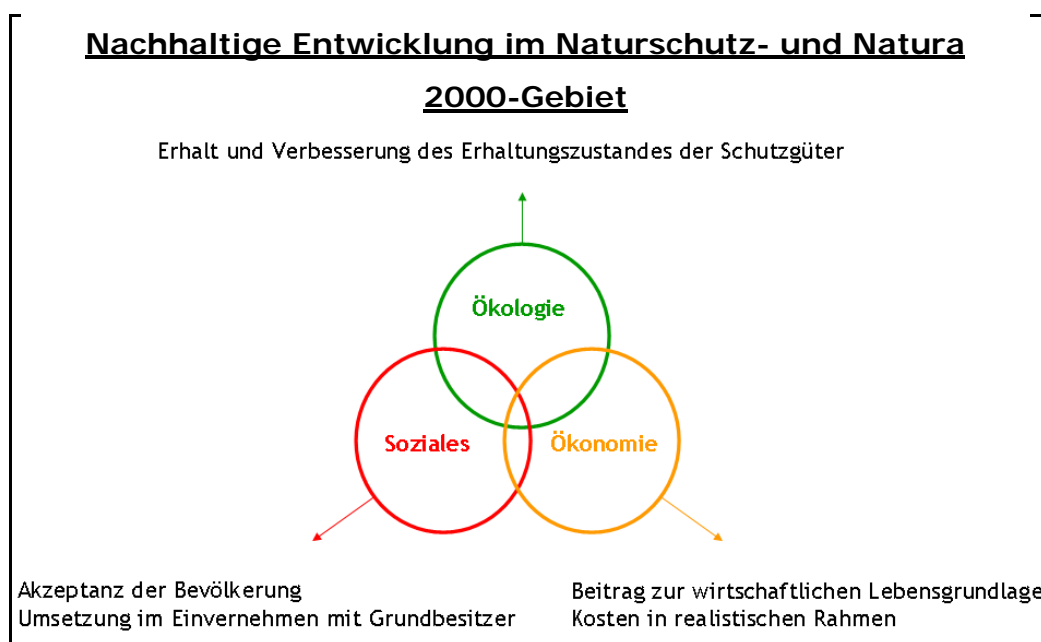 Nachhaltige Entwicklung im Naturschutz- und Natura
2000-Gebiet
Erhalt und Verbesserung des Erhaltungszustandes der Schutzgüter
Ökologie
Soziales
Ökonomie
Akzeptanz der Bevölkerung
Umsetzung im Einvernehmen mit Grundbesitzer
Beitrag zur wirtschaftlichen Lebensgrundlage
Kosten in realistischen Rahmen